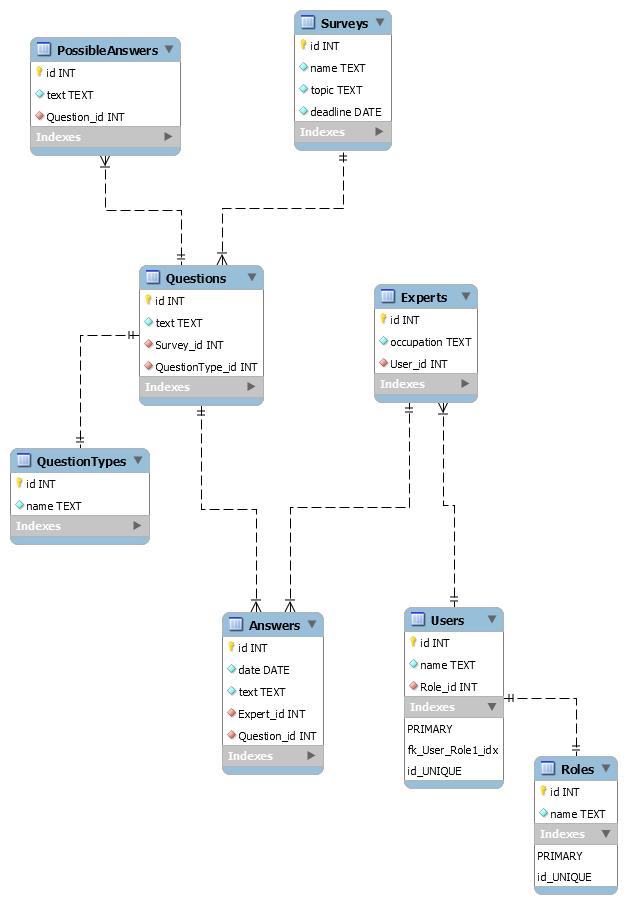 Surveys
id INT
name TEXT
topic TEXT
deadline DATE
Indexes
PossibleAnswers
id INT
text TEXT
Question_id INT
Indexes
Questions
id INT
text TEXT
Survey_id INT
QuestionType_id INT
Indexes
Experts
id INT
occupation TEXT
User_id INT
Indexes
QuestionTypes
id INT
name TEXT
Indexes
Answers
id INT
date DATE
text TEXT
Expert_id INT
Question_id INT
Indexes
Users
id INT
name TEXT
Role_id INT
Indexes
PRIMARY
fk_User_Role1_idx
id_UNIQUE
Roles
id INT
name TEXT
Indexes
PRIMARY
id_UNIQUE